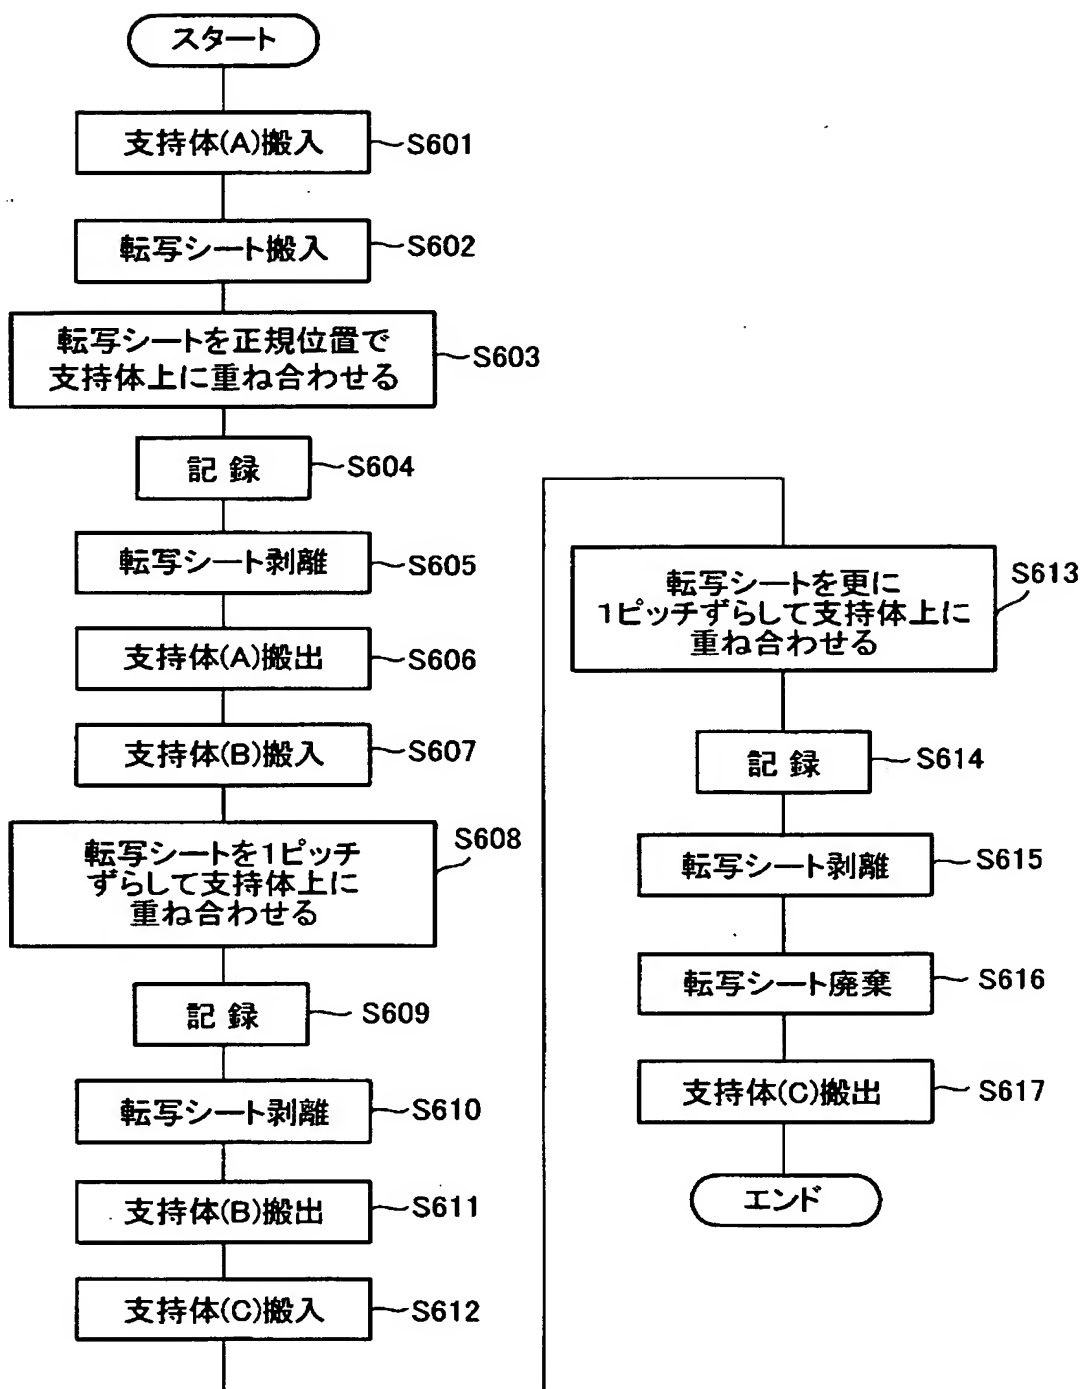 スタート
支持体(A)搬入
S601
転写シート搬入
S602
転写シートを正規位置で
支持体上に重ね合わせる
S603
記 録
S604
転写シート剥離
S605
支持体(A)搬出
S606
支持体(B)搬入
S607
転写シートを1ピッチ
ずらして支持体上に
重ね合わせる
S608
記 録
S609
転写シート剥離
S610
支持体(B)搬出
S611
支持体(C)搬入
S612
転写シートを更に
1ピッチずらして支持体上に
重ね合わせる
S613
記 録
S614
転写シート剥離
S615
転写シート廃棄
S616
支持体(C)搬出
S617
エンド